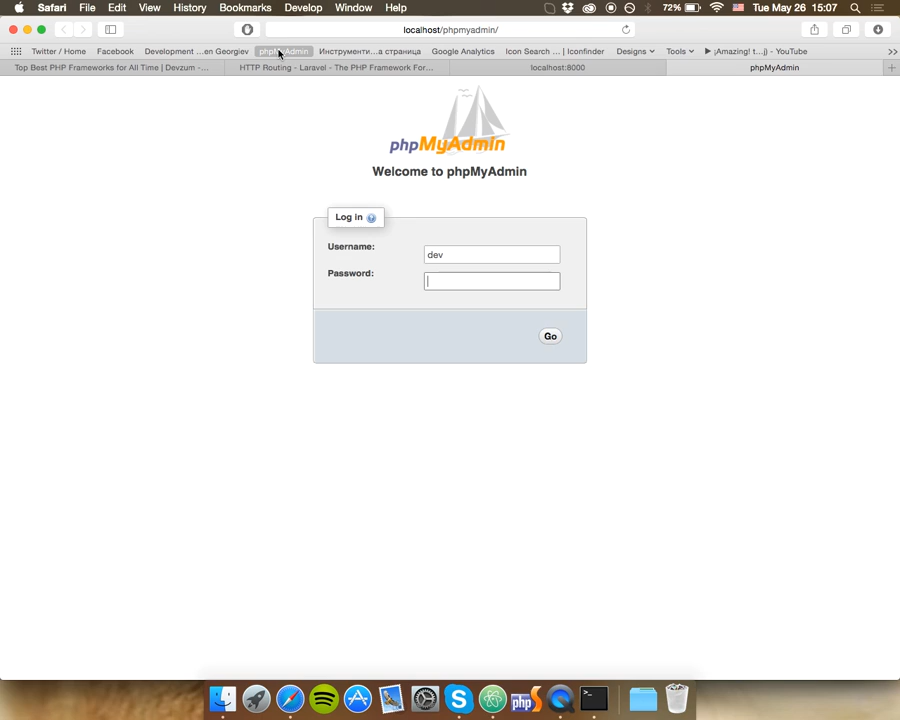 Safari File Edit View History Bookmarks Develop Window Help 72% Tue May 26 15:07
localhost/phpmyadmin/
Twitter / Home Facebook Development ...en Georgiev phpMyAdmin Инструменти...а страница Google Analytics Icon Search ... | Iconfinder Designs Tools ▶ ¡Amazing! t...j) - YouTube >>
Top Best PHP Frameworks for All Time | Devzum -... HTTP Routing - Laravel - The PHP Framework For... localhost:8000 phpMyAdmin +
phpMyAdmin
Welcome to phpMyAdmin
Log in ?
Username: dev
Password:
Go
php S >_